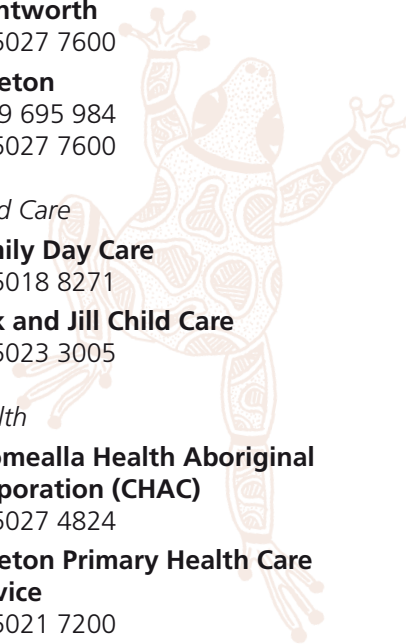 ntworth
5027 7600
eton
9 695 984
5027 7600
d Care
nily Day Care
5018 8271
k and Jill Child Care
5023 3005
lth
omealla Health Aboriginal
poration (CHAC)
5027 4824
eton Primary Health Care
vice
5021 7200